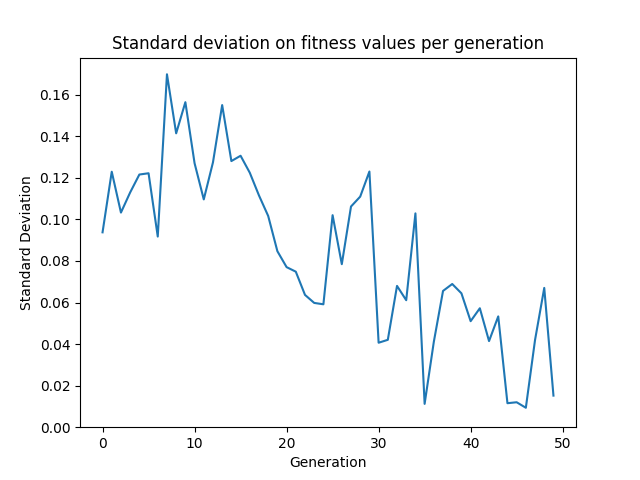 Standard deviation on fitness values per generation
Standard Deviation
0.16
0.14
0.12
0.10
0.08
0.06
0.04
0.02
0.00
0 10 20 30 40 50
Generation